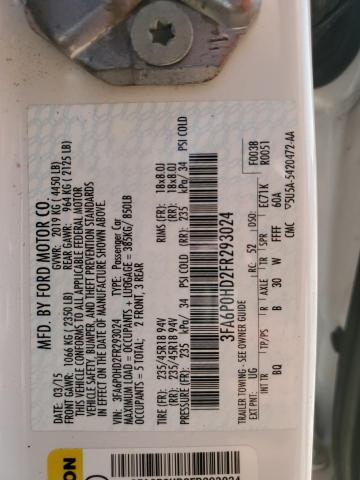 MFD. BY FORD MOTOR CO.
DATE: 03/15 GVWR: 2019 KG (4450 LB)
FRONT GAWR: 1066 KG (2350 LB) REAR GAWR: 964 KG (2125 LB)
THIS VEHICLE CONFORMS TO ALL APPLICABLE FEDERAL MOTOR
VEHICLE SAFETY, BUMPER, AND THEFT PREVENTION STANDARDS
IN EFFECT ON THE DATE OF MANUFACTURE SHOWN ABOVE.
VIN: 3FA6P0HD2FR293024 TYPE: Passenger Car
MAXIMUM LOAD = OCCUPANTS + LUGGAGE = 385KG / 850LB
OCCUPANTS = 5 TOTAL: 2 FRONT, 3 REAR
TIRE (FR): 235/45R18 94V RIMS (FR): 18x8.0J
TIRE (RR): 235/45R18 94V (RR): 18x8.0J
PRESSURE (FR): 235 kPa/ 34 PSI COLD (RR): 235 kPa/ 34 PSI COLD
3FA6P0HD2FR293024
TRAILER TOWING - SEE OWNER GUIDE F003B
R0051
EXT PNT: UG RC: 52 DSO: EC71K
INT TR TP/PS R AXLE TR SPR
BQ B 30 W FFFF 60A
CMC 5U5A-5420472-AA
ON
3FA6P0HD2FR293024